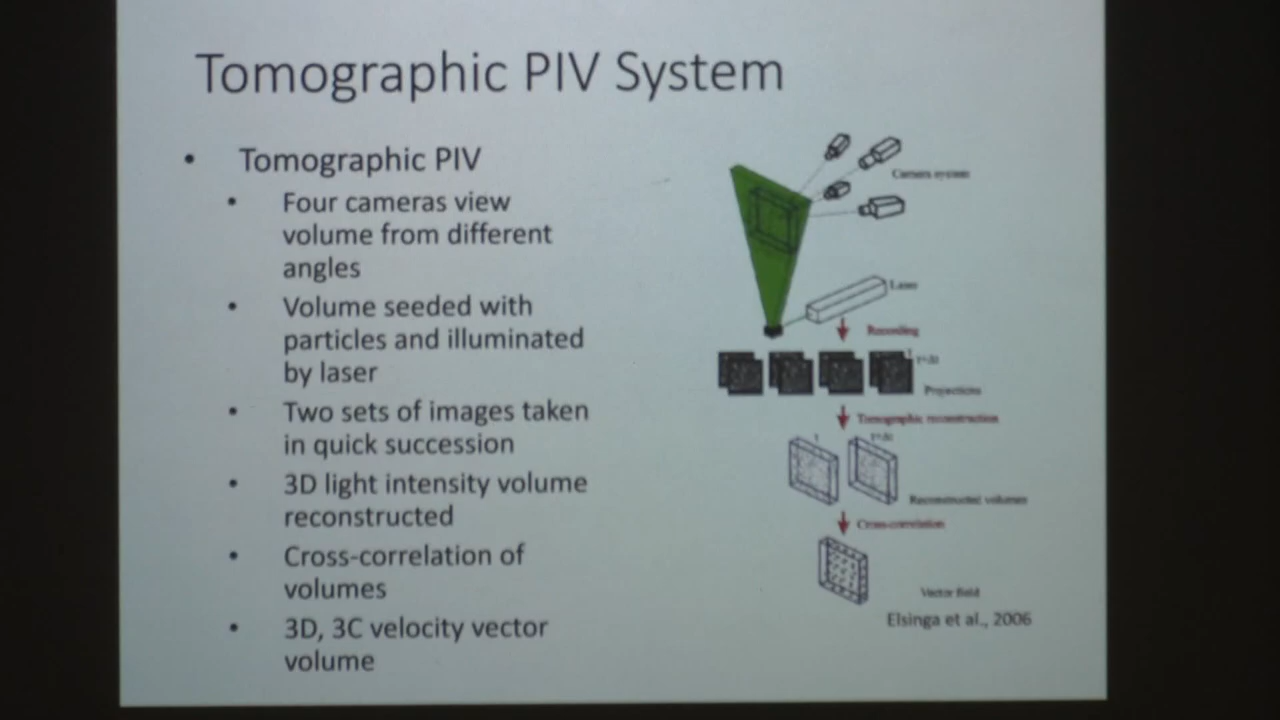 Tomographic PIV System
• Tomographic PIV
• Four cameras view
volume from different
angles
• Volume seeded with
particles and illuminated
by laser
• Two sets of images taken
in quick succession
• 3D light intensity volume
reconstructed
• Cross-correlation of
volumes
• 3D, 3C velocity vector
volume
Camera system
Laser
Recording
Projections
Tomographic reconstruction
Reconstructed volumes
Cross-correlation
Vector field
Elsinga et al., 2006